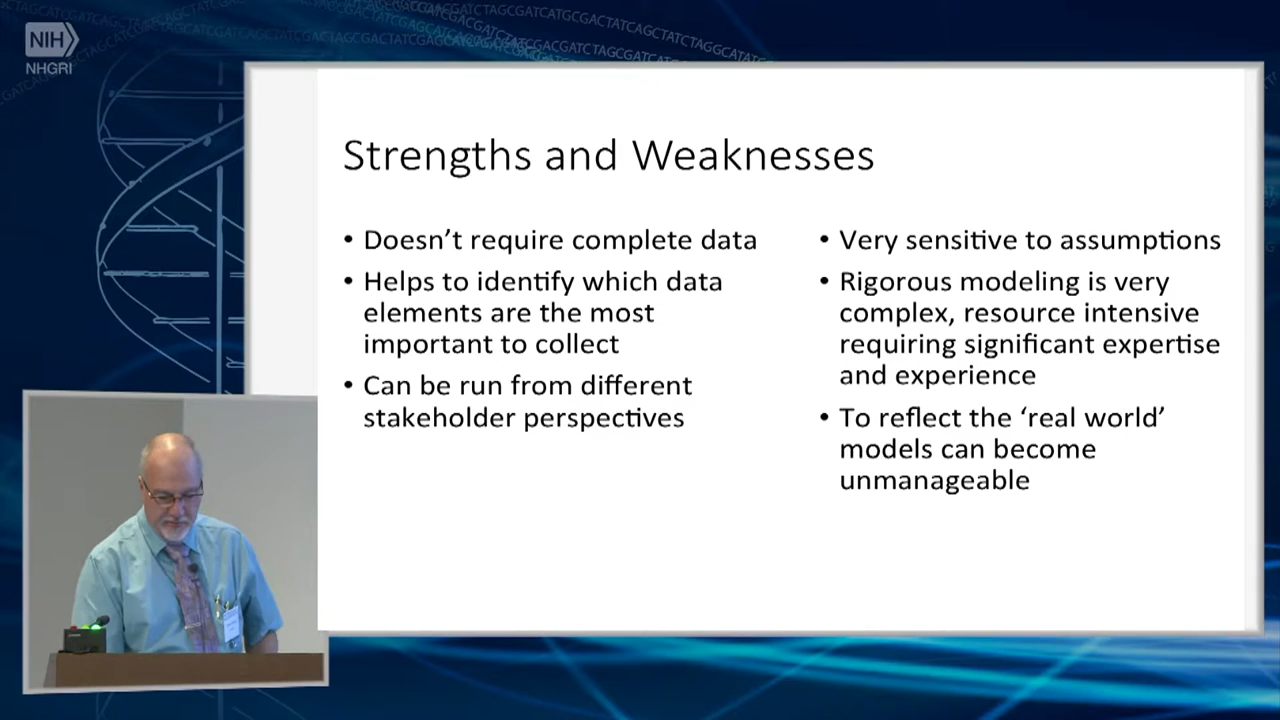 NIH
NHGRI
Strengths and Weaknesses
• Doesn’t require complete data
• Helps to identify which data
elements are the most
important to collect
• Can be run from different
stakeholder perspectives
• Very sensitive to assumptions
• Rigorous modeling is very
complex, resource intensive
requiring significant expertise
and experience
• To reflect the ‘real world’
models can become
unmanageable